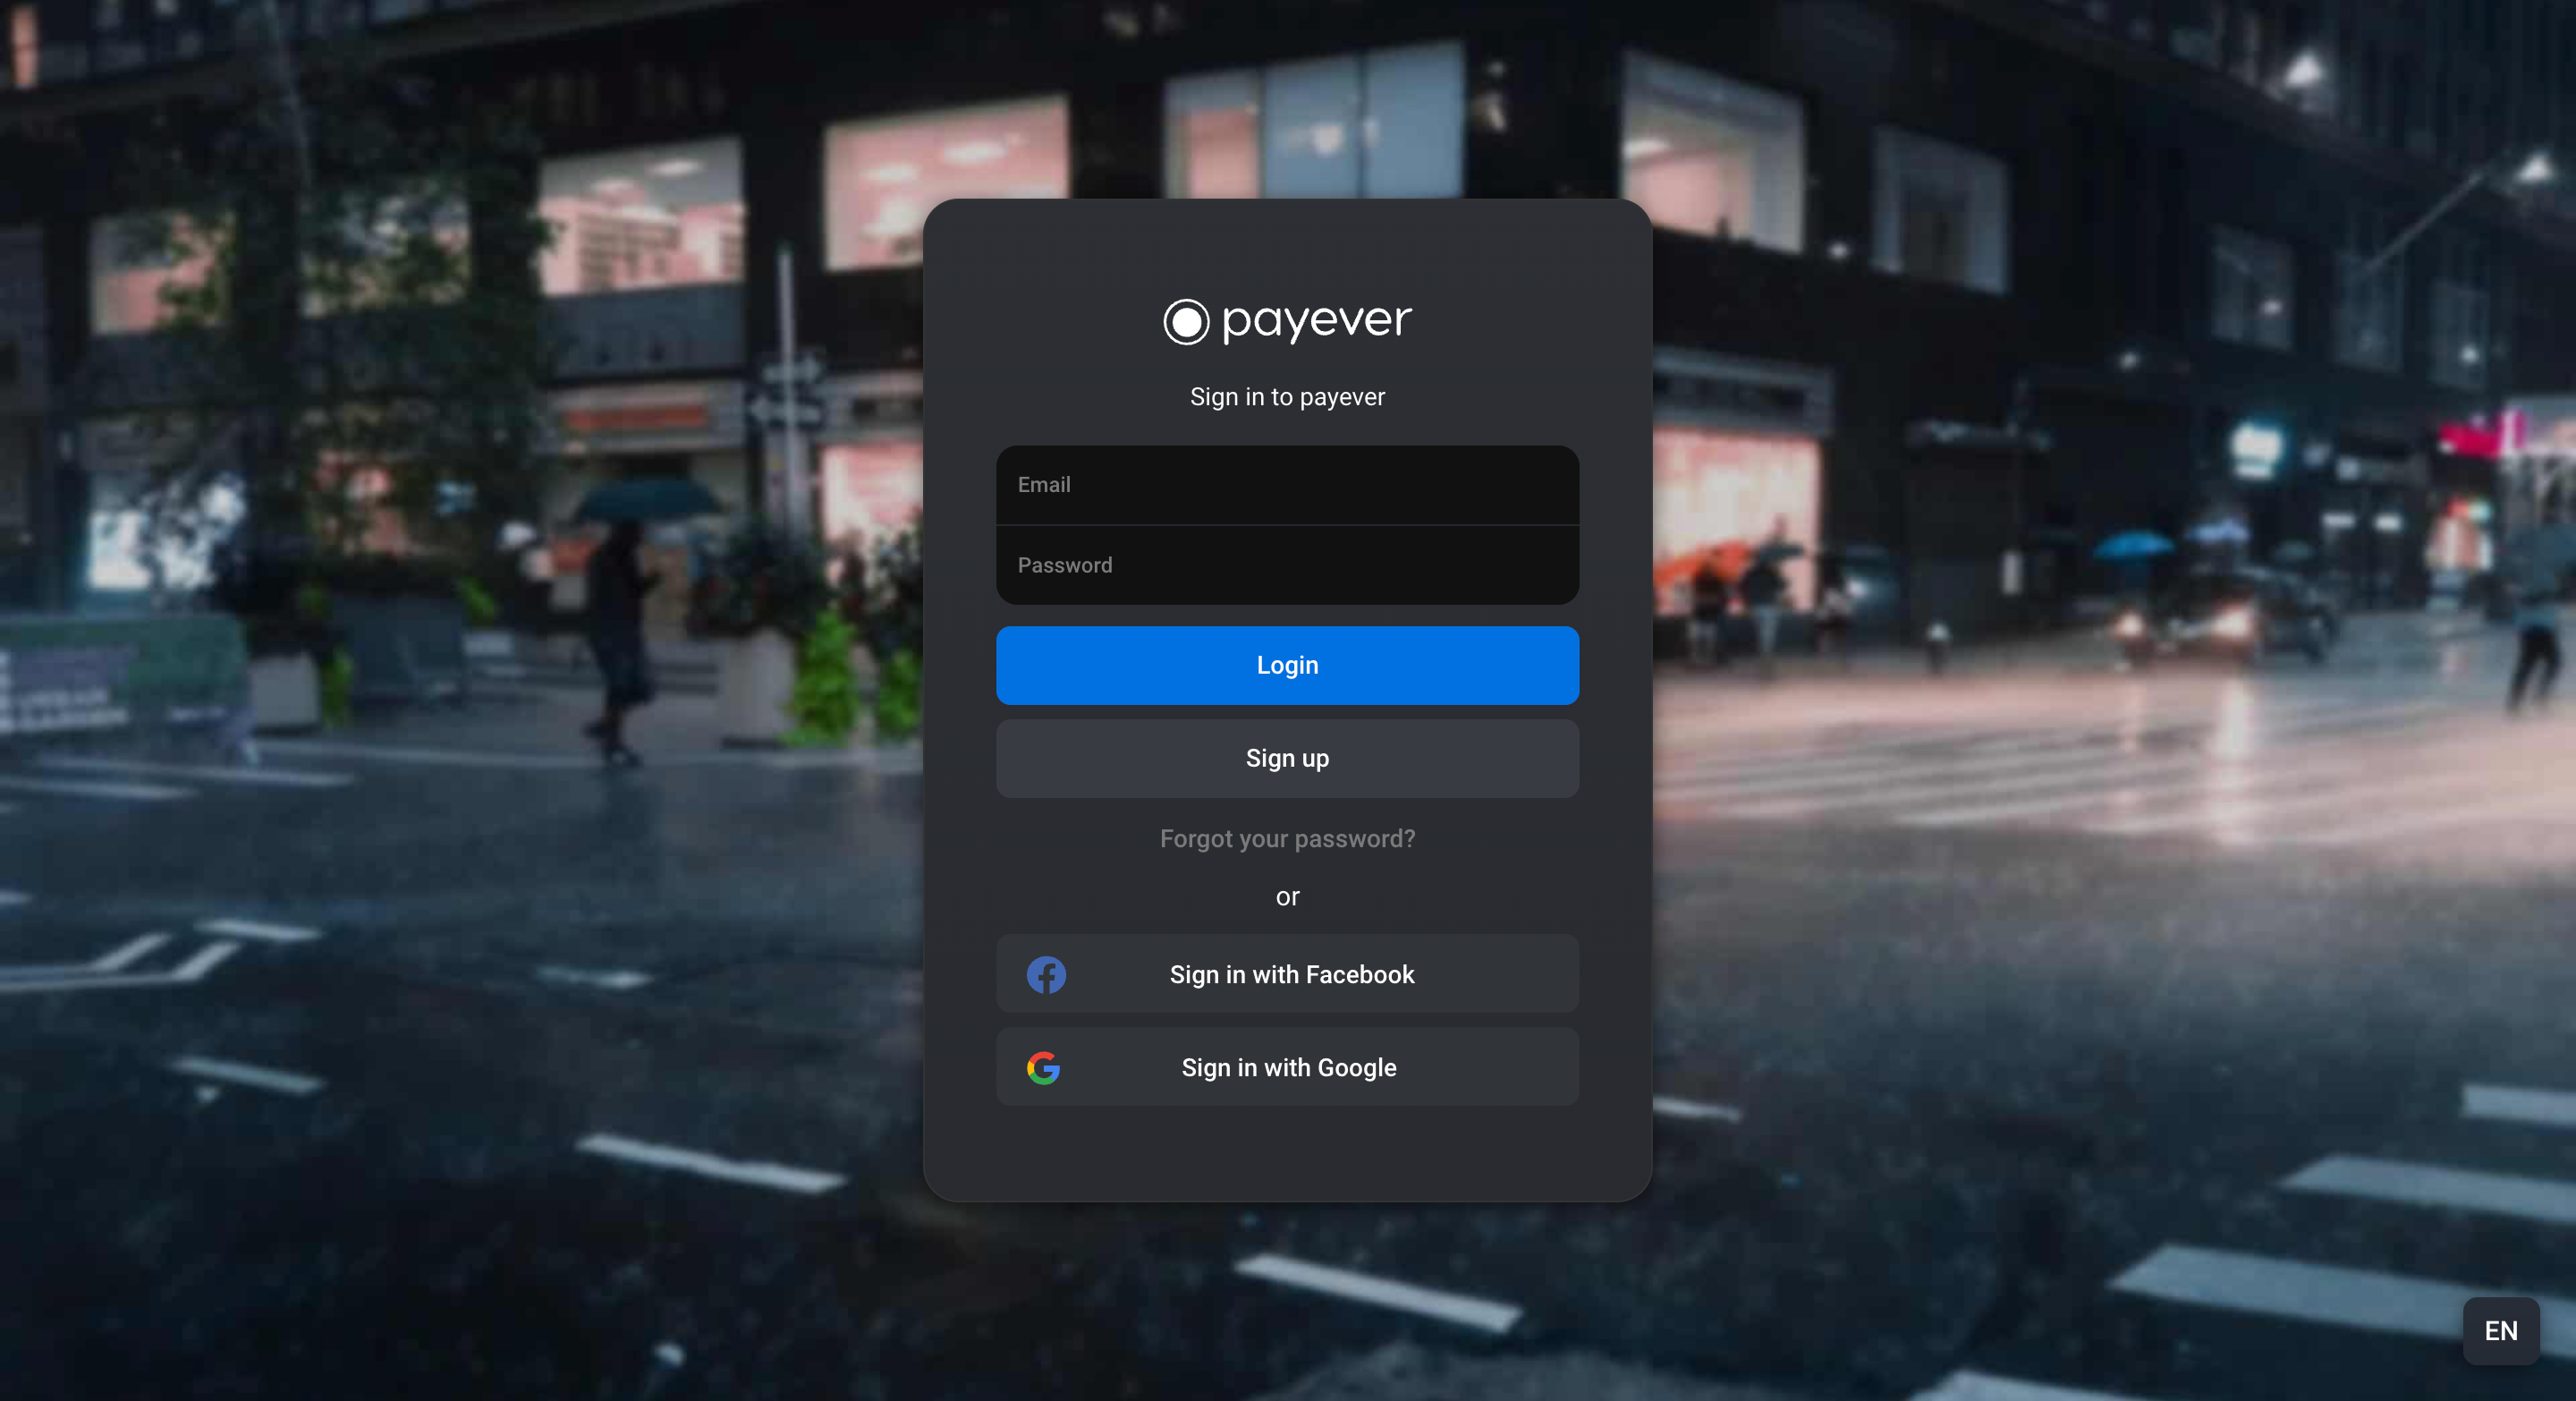 payever
Sign in to payever
Email
Password
Login
Sign up
Forgot your password?
or
Sign in with Facebook
Sign in with Google
EN